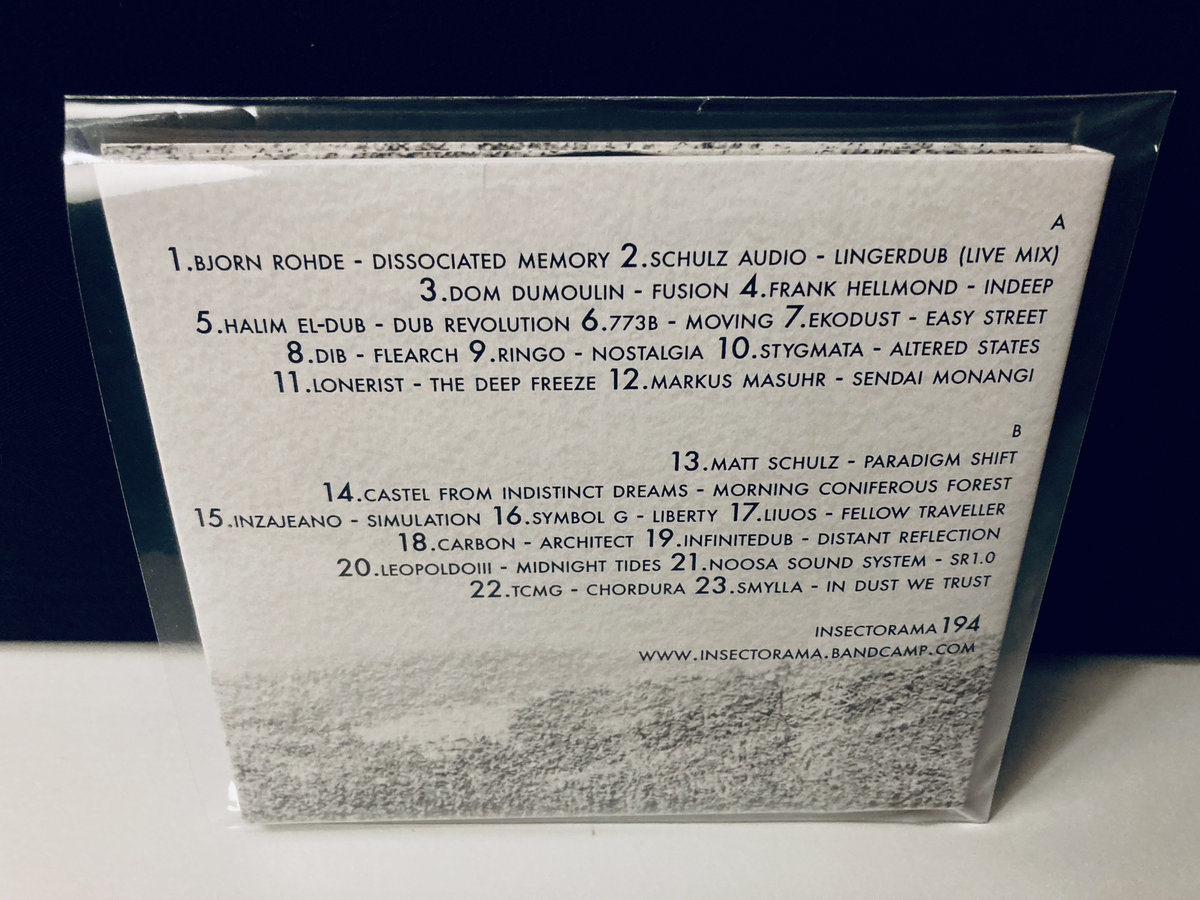 A
1.BJORN ROHDE - DISSOCIATED MEMORY 2.SCHULZ AUDIO - LINGERDUB (LIVE MIX)
3.DOM DUMOULIN - FUSION 4.FRANK HELLMOND - INDEEP
5.HALIM EL-DUB - DUB REVOLUTION 6.773B - MOVING 7.EKODUST - EASY STREET
8.DIB - FLEARCH 9.RINGO - NOSTALGIA 10.STYGMATA - ALTERED STATES
11.LONERIST - THE DEEP FREEZE 12.MARKUS MASUHR - SENDAI MONANGI
B
13.MATT SCHULZ - PARADIGM SHIFT
14.CASTEL FROM INDISTINCT DREAMS - MORNING CONIFEROUS FOREST
15.INZAJEANO - SIMULATION 16.SYMBOL G - LIBERTY 17.LIUOS - FELLOW TRAVELLER
18.CARBON - ARCHITECT 19.INFINITEDUB - DISTANT REFLECTION
20.LEOPOLDOIII - MIDNIGHT TIDES 21.NOOSA SOUND SYSTEM - SR1.0
22.TCMG - CHORDURA 23.SMYLLA - IN DUST WE TRUST
INSECTORAMA 194
WWW.INSECTORAMA.BANDCAMP.COM